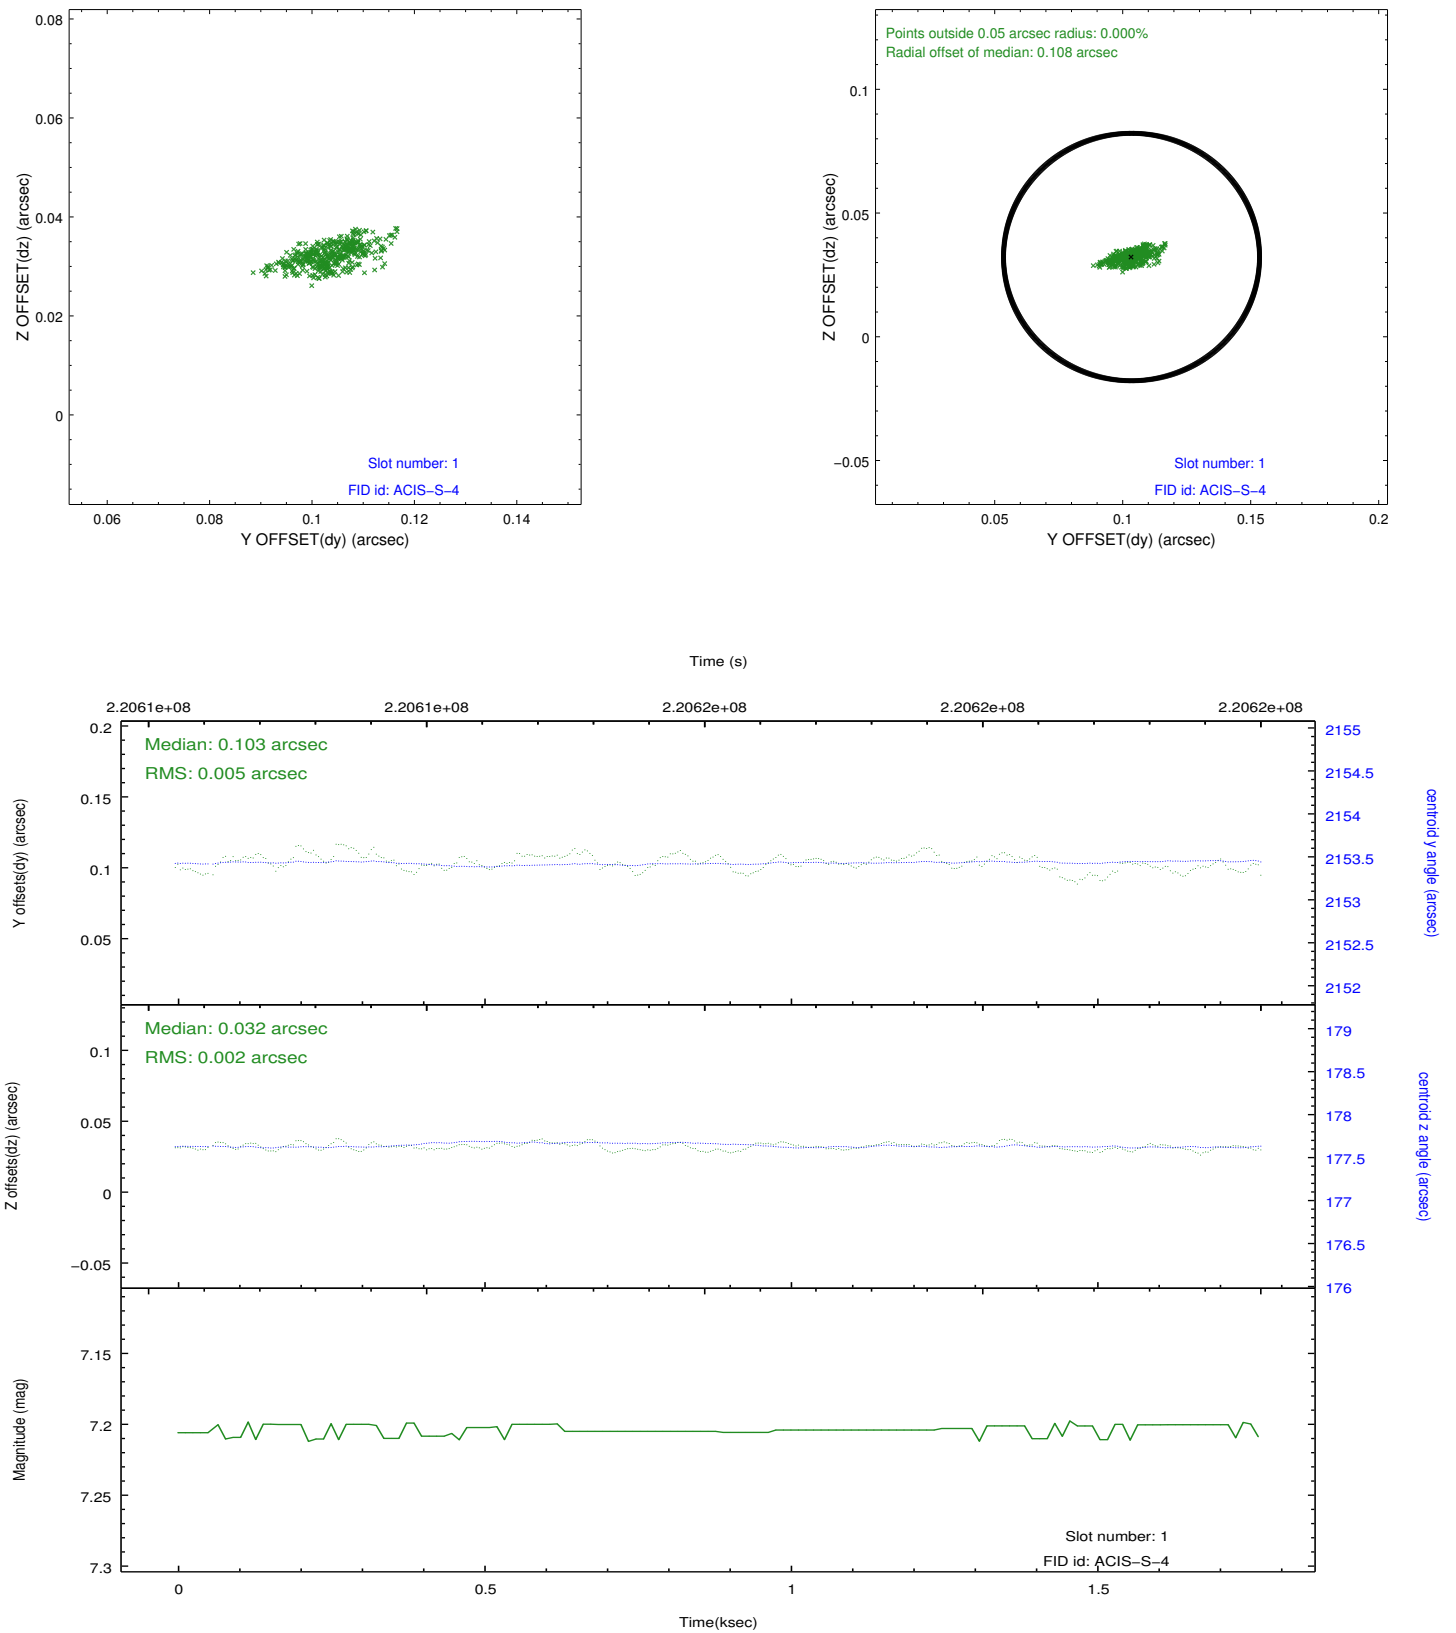 0.08
0.06
0.04
0.02
0
Z OFFSET(dz) (arcsec)
Slot number: 1
FID id: ACIS−S−4
0.06 0.08 0.1 0.12 0.14
Y OFFSET(dy) (arcsec)
Points outside 0.05 arcsec radius: 0.000%
Radial offset of median: 0.108 arcsec
0.1
0.05
0
−0.05
Z OFFSET(dz) (arcsec)
Slot number: 1
FID id: ACIS−S−4
0.05 0.1 0.15 0.2
Y OFFSET(dy) (arcsec)
Time (s)
2.2061e+08 2.2061e+08 2.2062e+08 2.2062e+08 2.2062e+08
Median: 0.103 arcsec
RMS: 0.005 arcsec
0.2
0.15
0.1
0.05
Y offsets(dy) (arcsec)
2155
2154.5
2154
2153.5
2153
2152.5
2152
centroid y angle (arcsec)
Median: 0.032 arcsec
RMS: 0.002 arcsec
0.1
0.05
0
−0.05
Z offsets(dz) (arcsec)
179
178.5
178
177.5
177
176.5
176
centroid z angle (arcsec)
7.15
7.2
7.25
7.3
Magnitude (mag)
Slot number: 1
FID id: ACIS−S−4
0 0.5 1 1.5
Time(ksec)